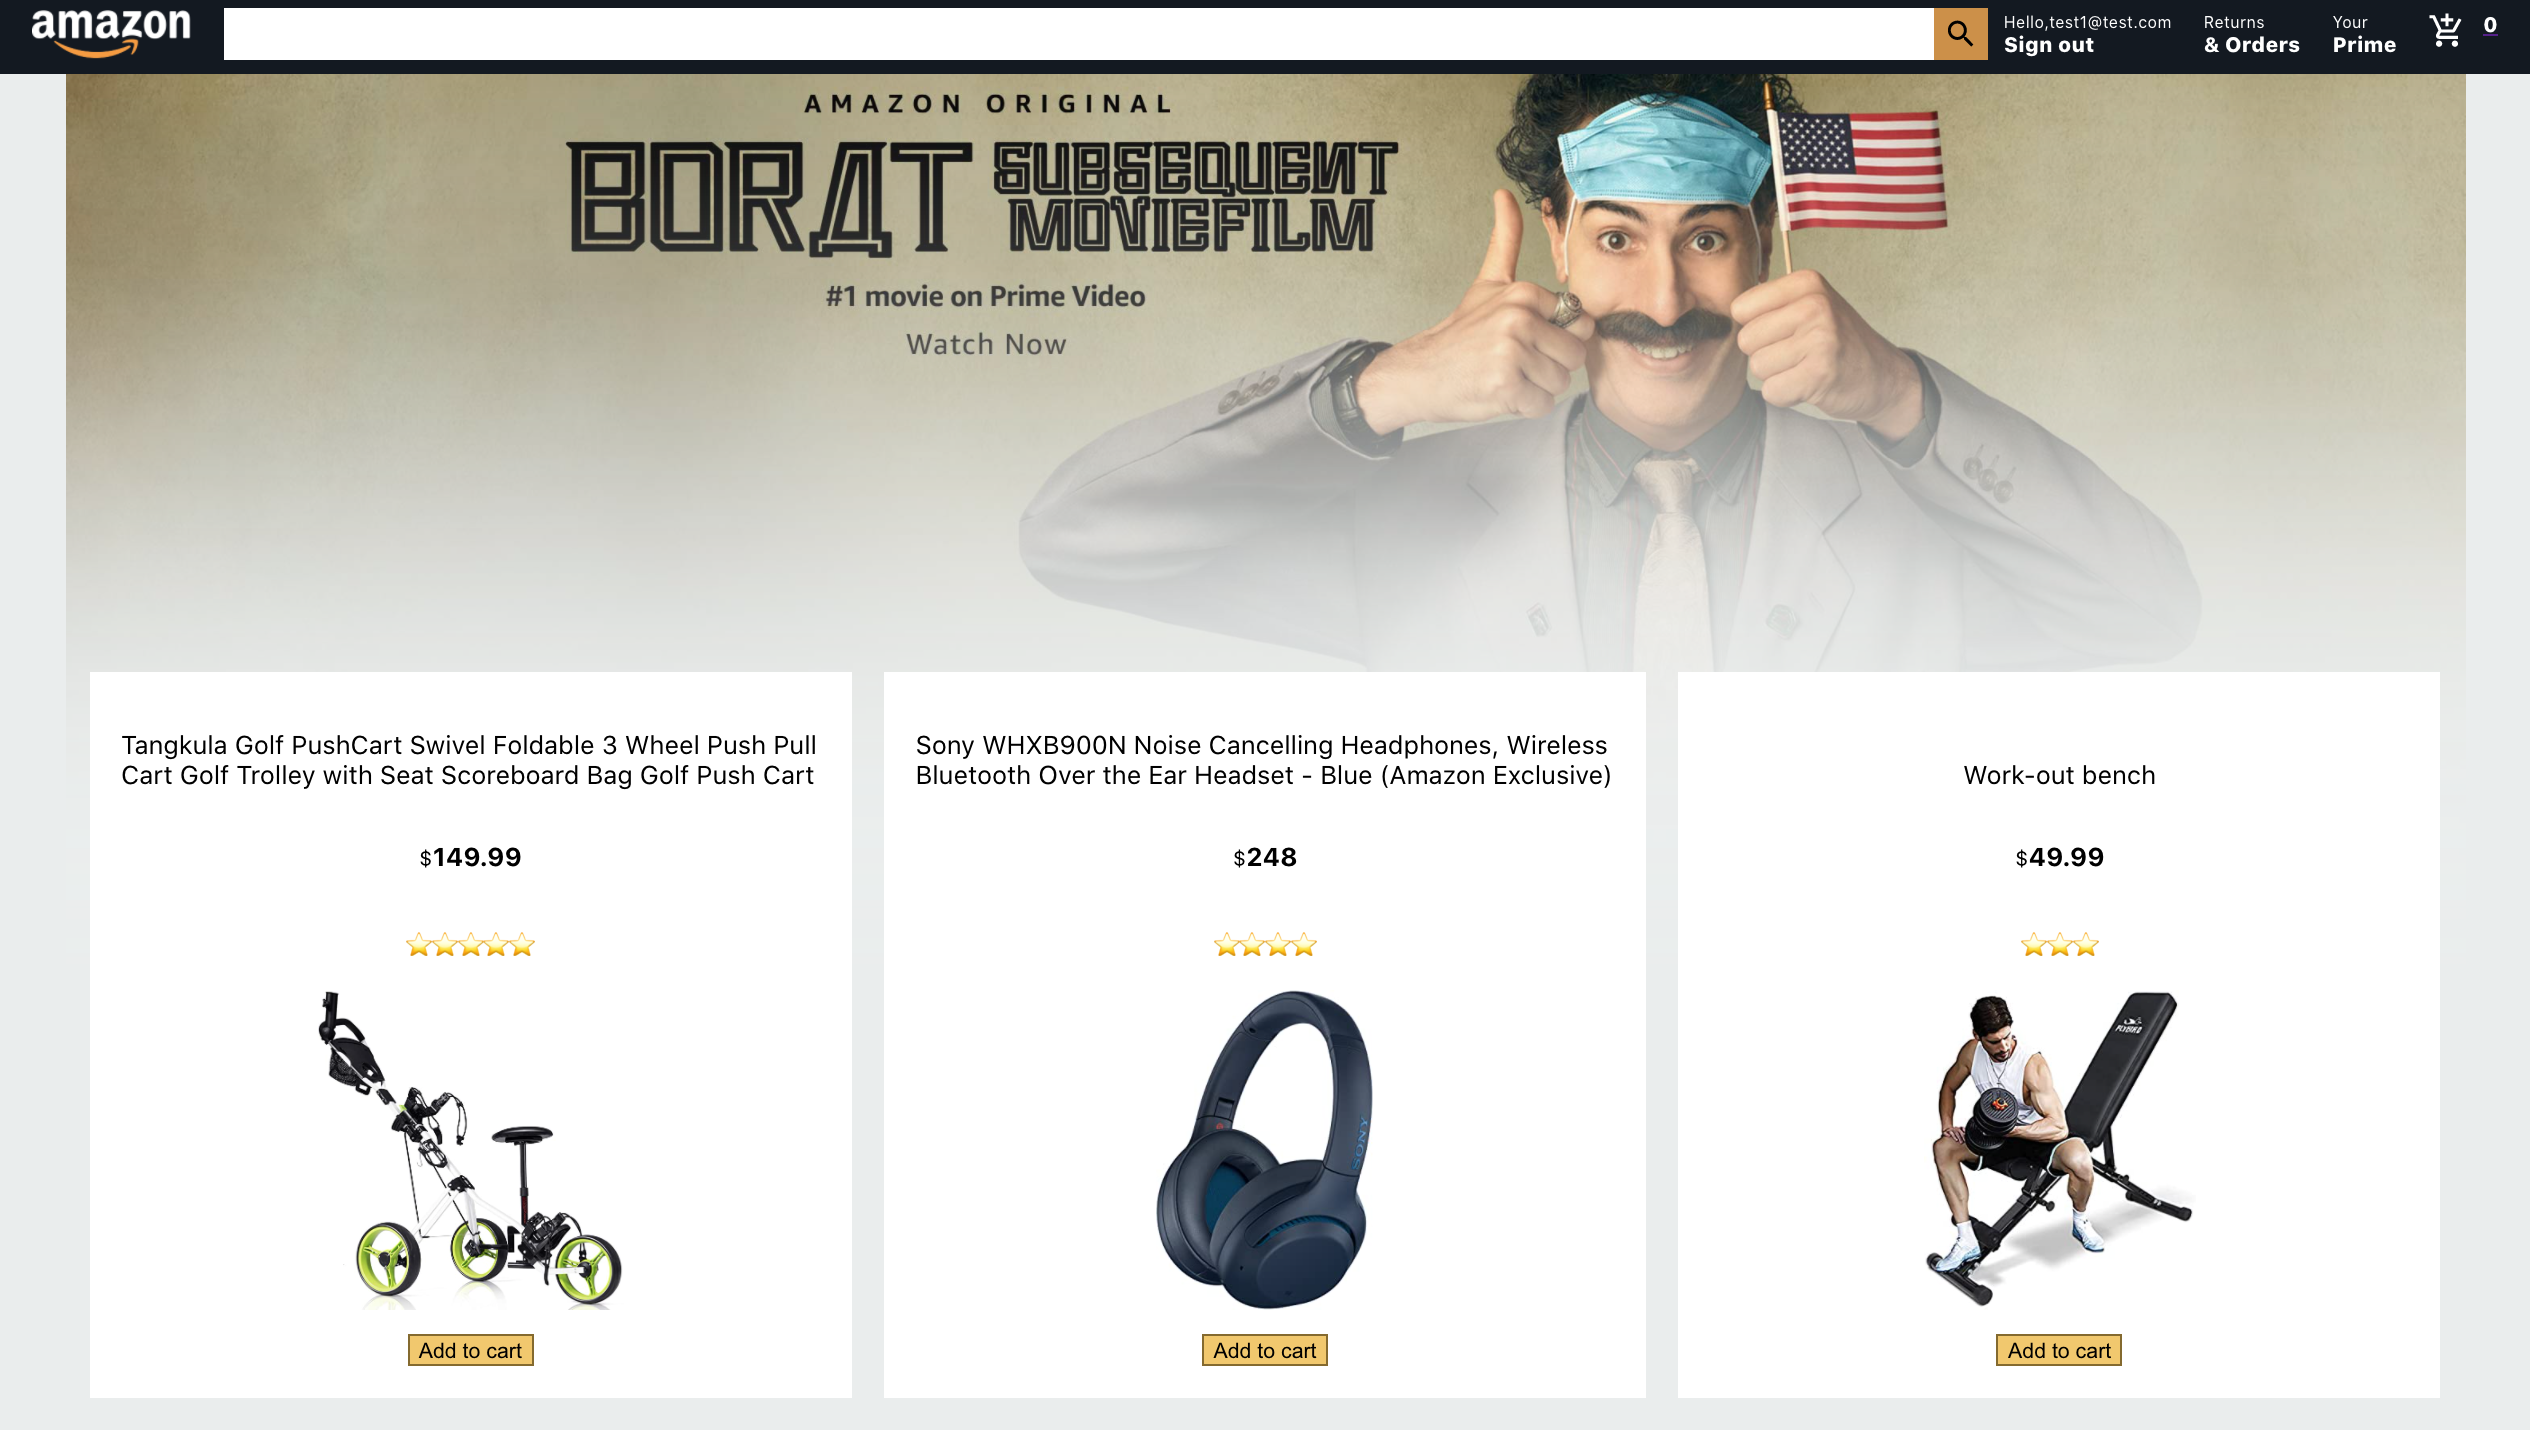 amazon
Hello,test1@test.com
Sign out
Returns
& Orders
Your
Prime
0
AMAZON ORIGINAL
BORДT SUBSEQUENT
MOVIEFILM
#1 movie on Prime Video
Watch Now
Tangkula Golf PushCart Swivel Foldable 3 Wheel Push Pull
Cart Golf Trolley with Seat Scoreboard Bag Golf Push Cart
$149.99
Add to cart
Sony WHXB900N Noise Cancelling Headphones, Wireless
Bluetooth Over the Ear Headset - Blue (Amazon Exclusive)
$248
SONY
Add to cart
Work-out bench
$49.99
FLYBIRD
Add to cart